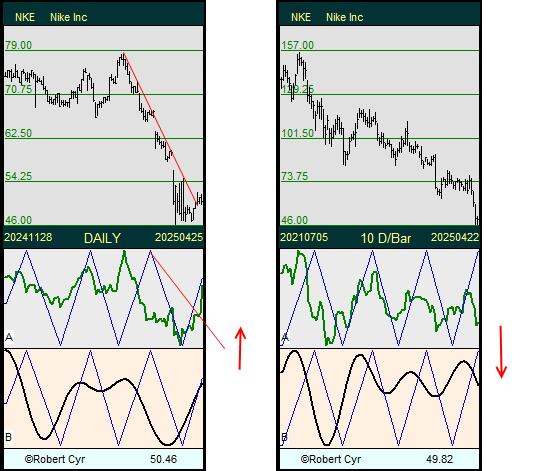 NKE Nike Inc
79.00
70.75
62.50
54.25
46.00
20241128 DAILY 20250425
A
B
©Robert Cyr 50.46
NKE Nike Inc
157.00
129.25
101.50
73.75
46.00
20210705 10 D/Bar 20250422
A
B
©Robert Cyr 49.82